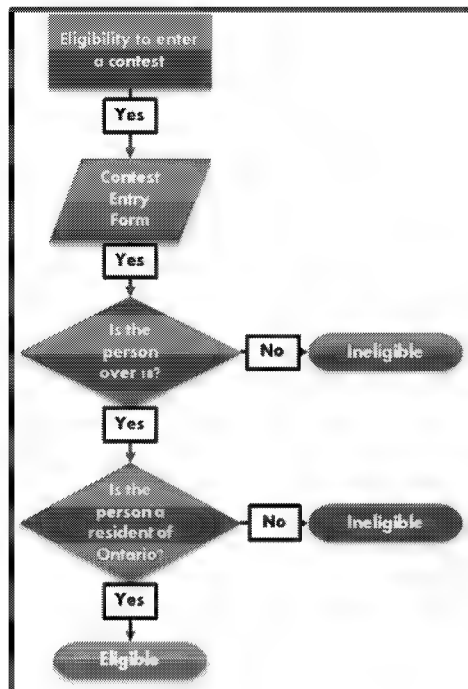 Eligibility to enter
a contest
Yes
Contest
Entry
Form
Yes
Is the
person
over 18?
No
Ineligible
Yes
Is the
person a
resident of
Ontario?
No
Ineligible
Yes
Eligible